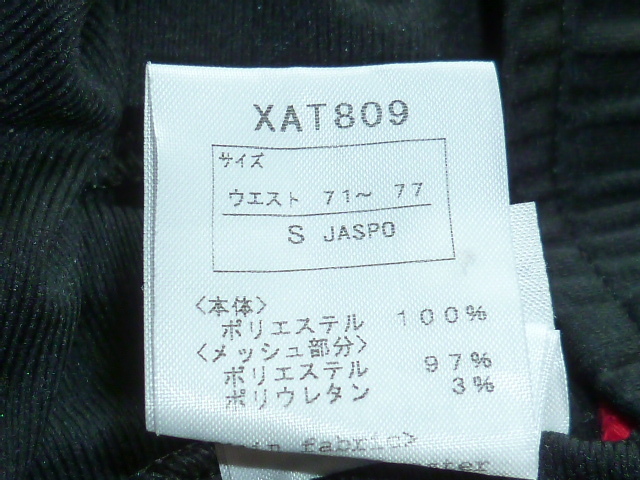 XAT809
サイズ
ウエスト 71～ 77
S JASPO
〈本体〉
ポリエステル 100%
〈メッシュ部分〉
ポリエステル 97%
ポリウレタン 3%
fabric>